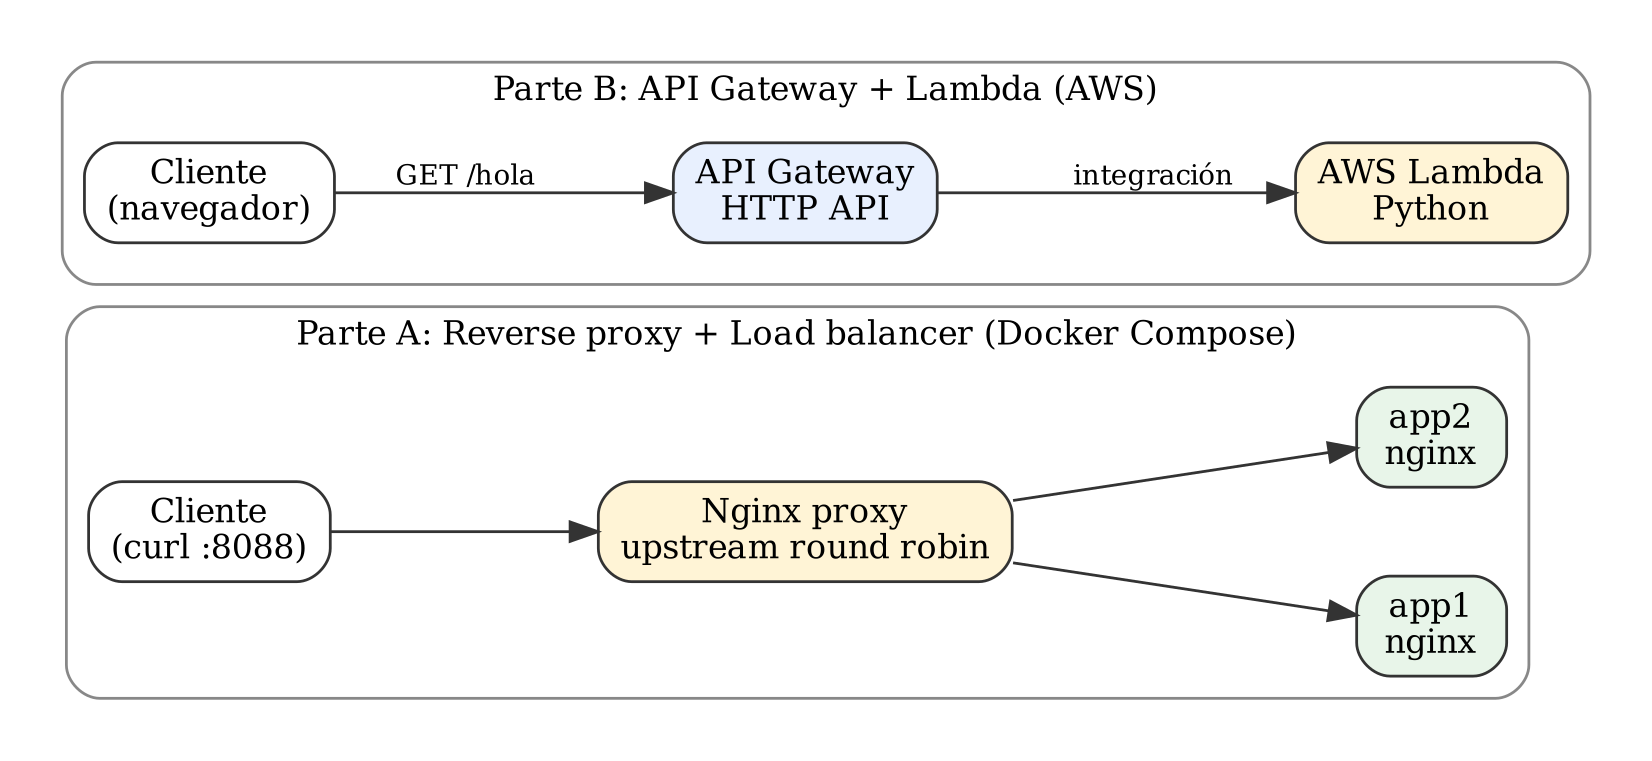 Parte B: API Gateway + Lambda (AWS)
Cliente
(navegador)
GET /hola
API Gateway
HTTP API
integración
AWS Lambda
Python
Parte A: Reverse proxy + Load balancer (Docker Compose)
Cliente
(curl :8088)
Nginx proxy
upstream round robin
app2
nginx
app1
nginx